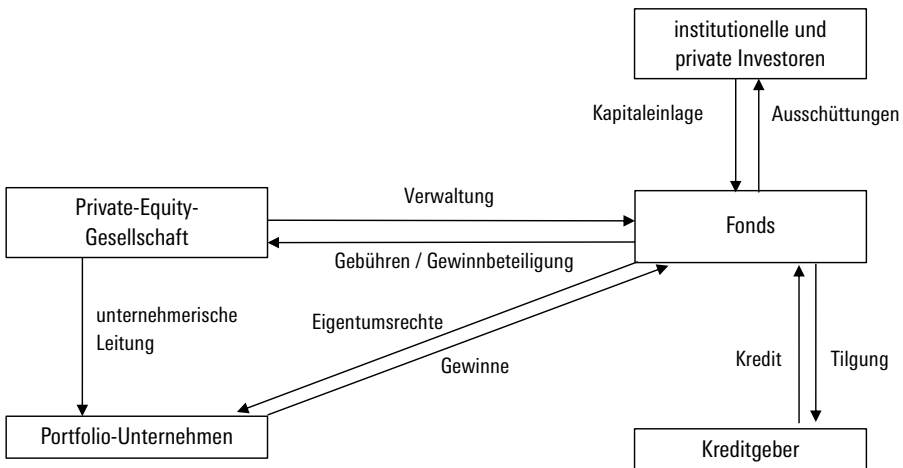 institutionelle und
private Investoren
Kapitaleinlage
Ausschüttungen
Verwaltung
Private-Equity-
Gesellschaft
Fonds
Gebühren / Gewinnbeteiligung
unternehmerische
Leitung
Eigentumsrechte
Gewinne
Kredit
Tilgung
Portfolio-Unternehmen
Kreditgeber